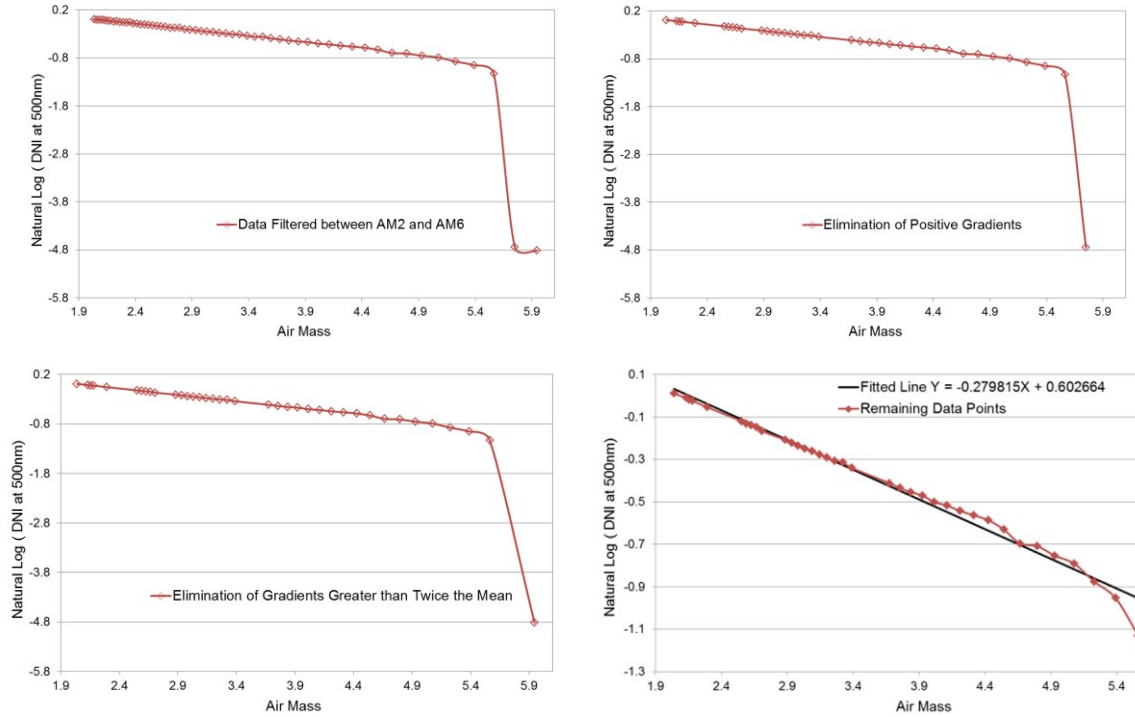 0.2
-0.8
-1.8
-2.8
-3.8
-4.8
-5.8
Natural Log ( DNI at 500nm)
Data Filtered between AM2 and AM6
1.9 2.4 2.9 3.4 3.9 4.4 4.9 5.4 5.9
Air Mass
0.2
-0.8
-1.8
-2.8
-3.8
-4.8
-5.8
Natural Log ( DNI at 500nm)
Elimination of Positive Gradients
1.9 2.4 2.9 3.4 3.9 4.4 4.9 5.4 5.9
Air Mass
0.2
-0.8
-1.8
-2.8
-3.8
-4.8
-5.8
Natural Log ( DNI at 500nm)
Elimination of Gradients Greater than Twice the Mean
1.9 2.4 2.9 3.4 3.9 4.4 4.9 5.4 5.9
Air Mass
0.1
-0.1
-0.3
-0.5
-0.7
-0.9
-1.1
-1.3
Natural Log ( DNI at 500nm)
Fitted Line Y = -0.279815X + 0.602664
Remaining Data Points
1.9 2.4 2.9 3.4 3.9 4.4 4.9 5.4
Air Mass